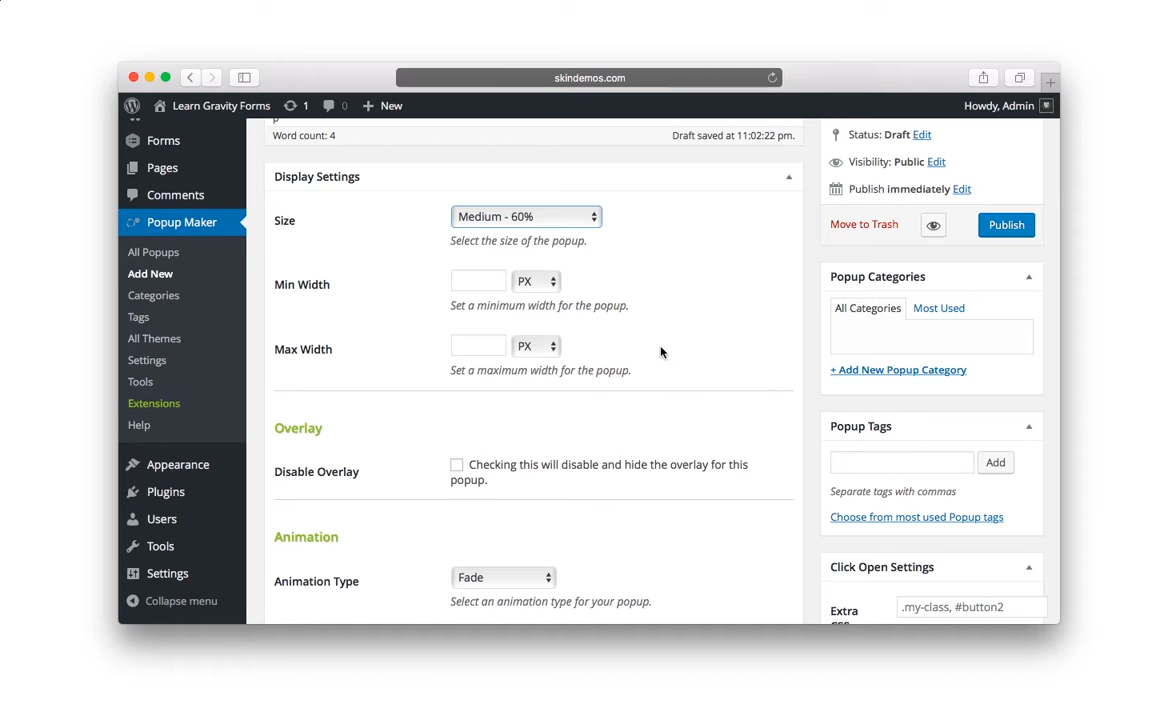 skindemos.com
Learn Gravity Forms
1
0
New
Howdy, Admin
Forms
Pages
Comments
Popup Maker
All Popups
Add New
Categories
Tags
All Themes
Settings
Tools
Extensions
Help
Appearance
Plugins
Users
Tools
Settings
Collapse menu
p
Word count: 4
Draft saved at 11:02:22 pm.
Display Settings
Size
Medium - 60%
Select the size of the popup.
Min Width
PX
Set a minimum width for the popup.
Max Width
PX
Set a maximum width for the popup.
Overlay
Disable Overlay
Checking this will disable and hide the overlay for this
popup.
Animation
Animation Type
Fade
Select an animation type for your popup.
Status: Draft Edit
Visibility: Public Edit
Publish immediately Edit
Move to Trash
Publish
Popup Categories
All Categories
Most Used
+ Add New Popup Category
Popup Tags
Add
Separate tags with commas
Choose from most used Popup tags
Click Open Settings
Extra
CSS
.my-class, #button2